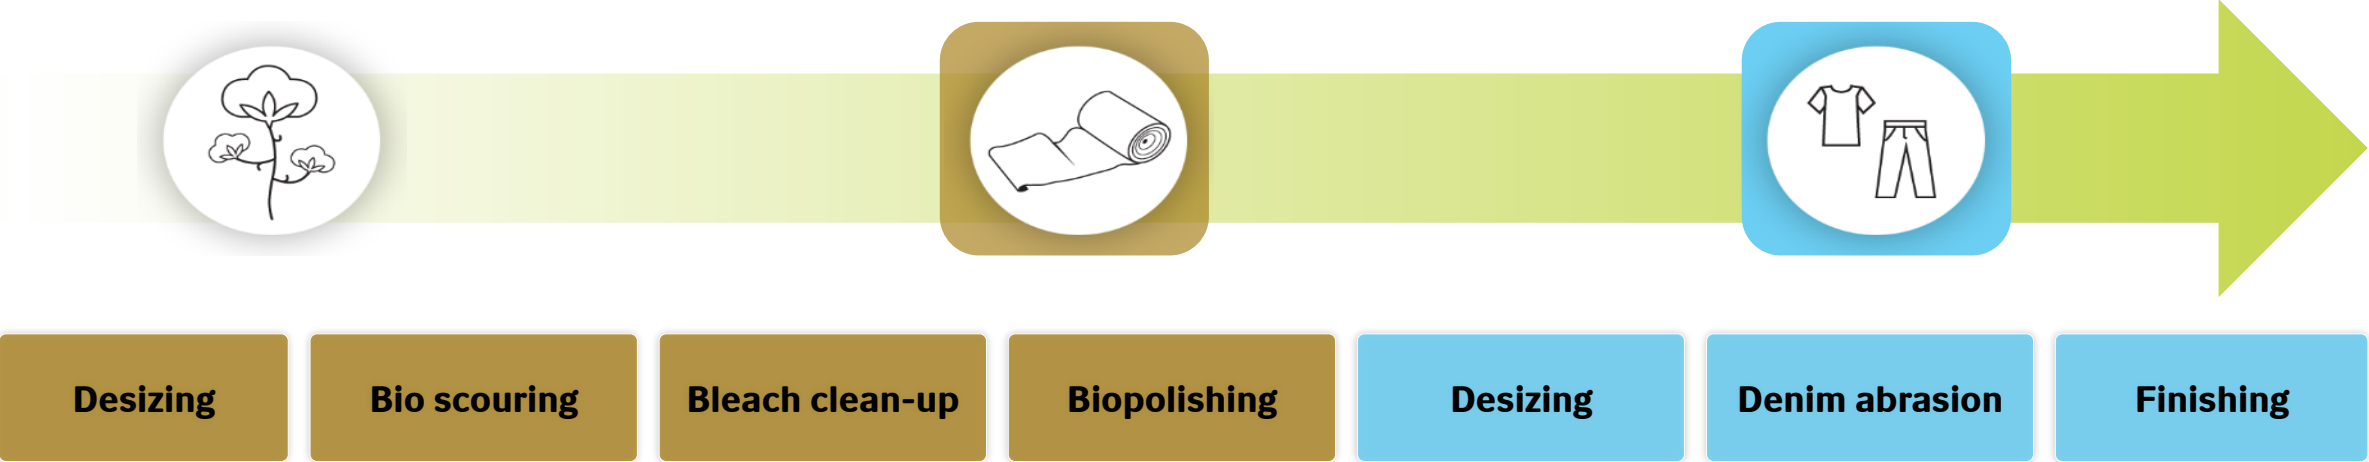 Desizing
Bio scouring
Bleach clean-up
Biopolishing
Desizing
Denim abrasion
Finishing